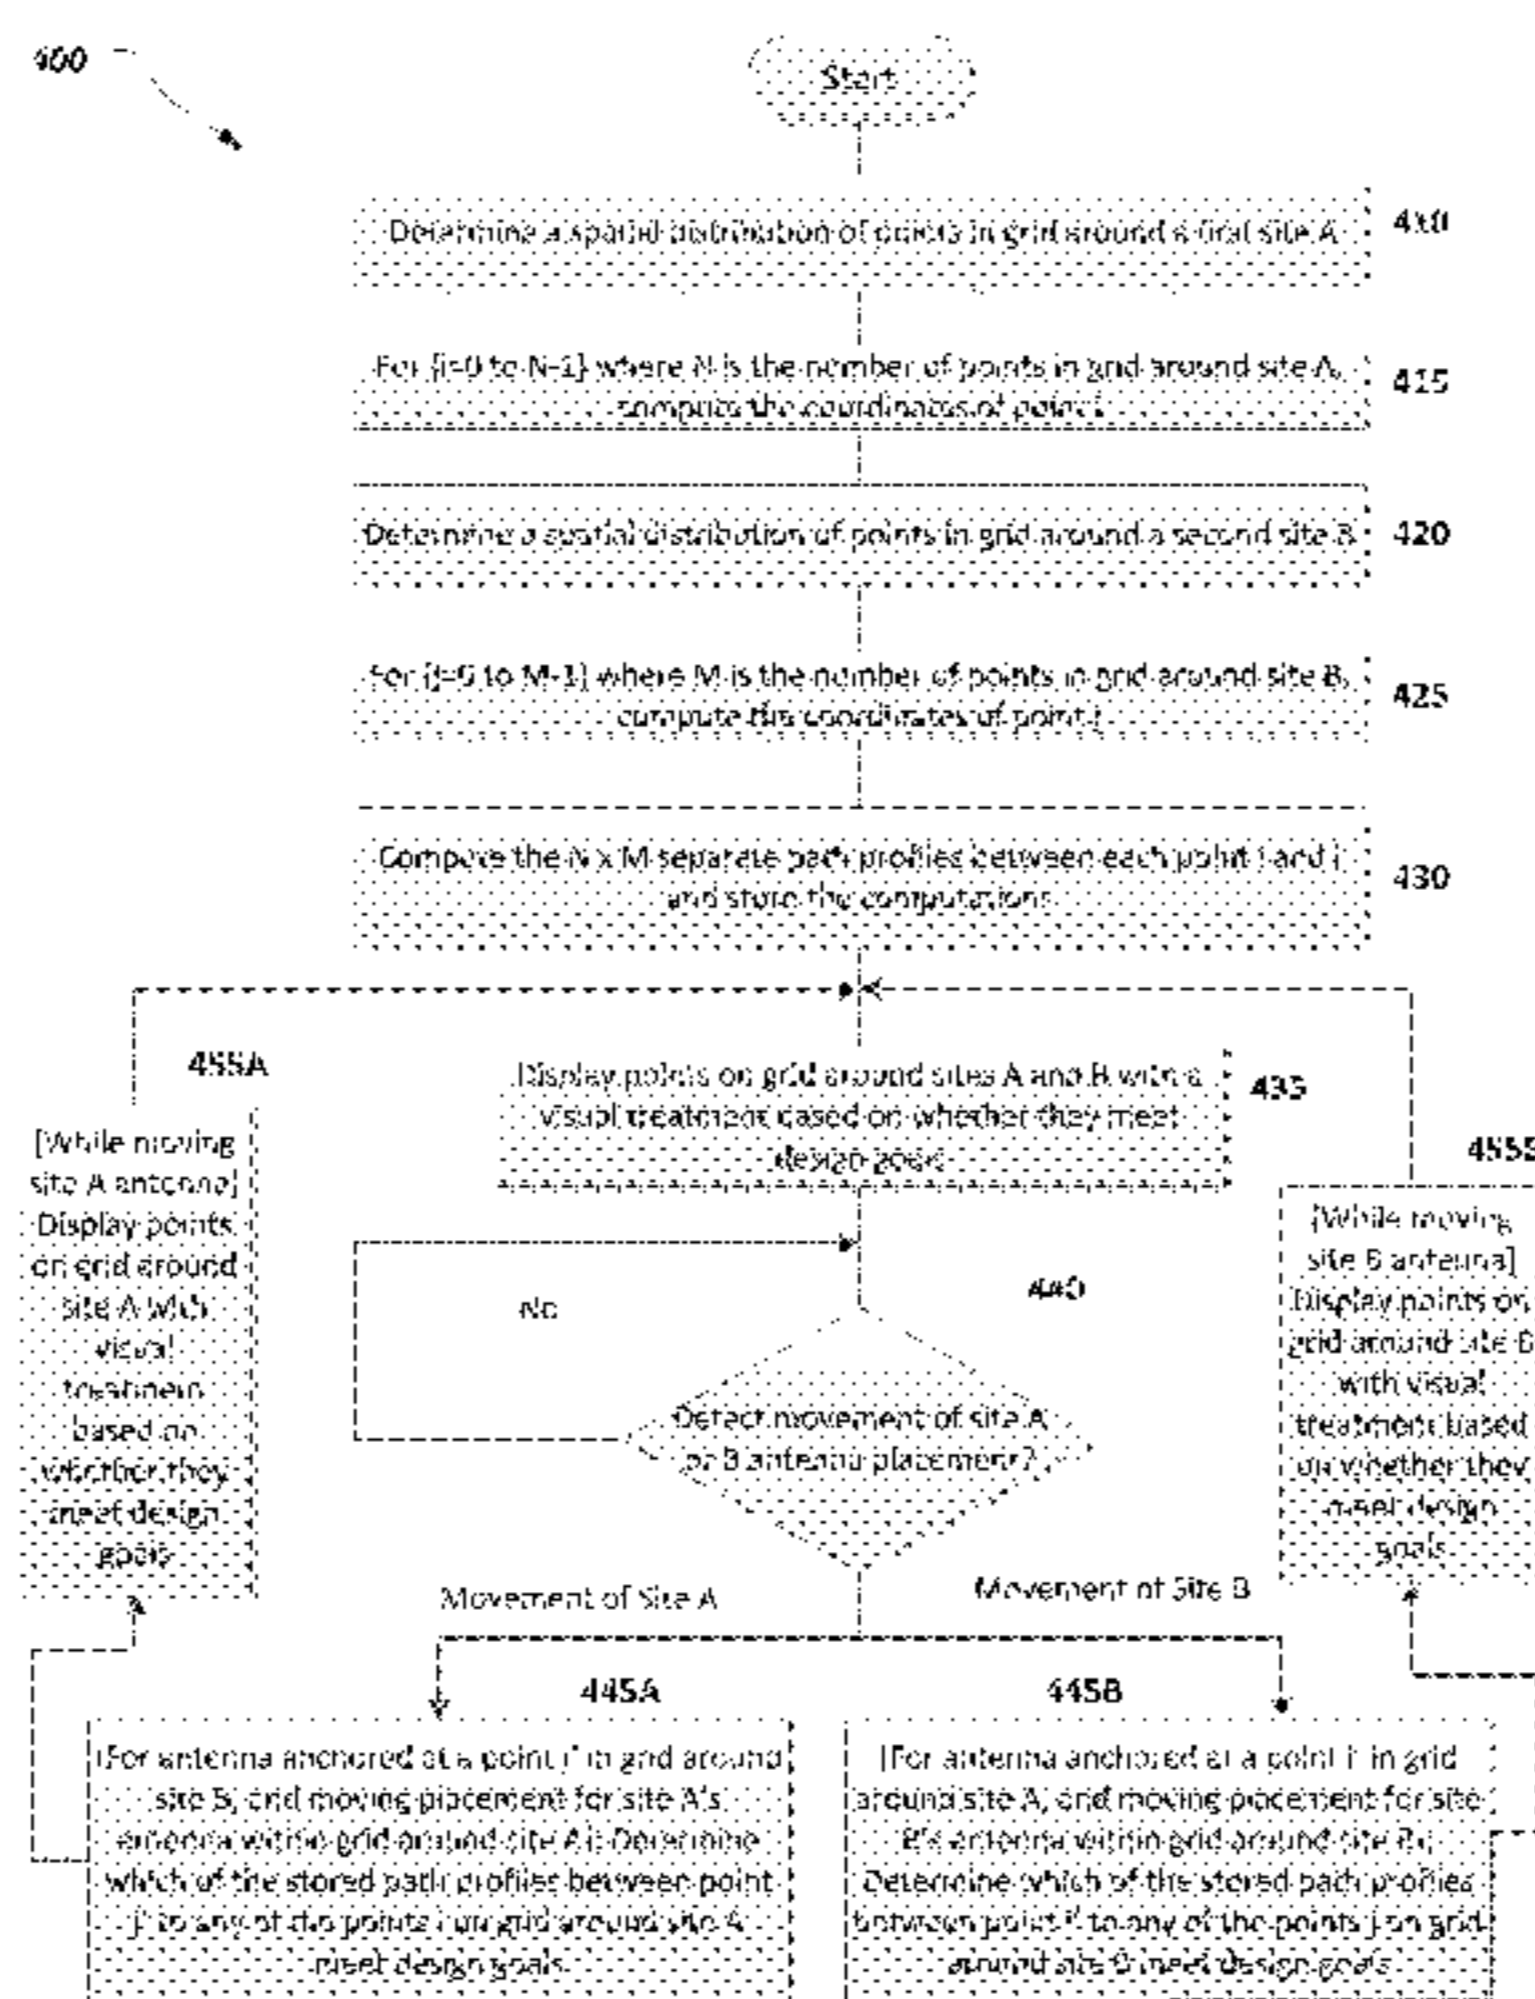 400
Start
Determine a spatial distribution of points in grid around a first site A
410
For {i=0 to N-1} where N is the number of points in grid around site A,
compute the coordinates of point i
415
Determine a spatial distribution of points in grid around a second site B
420
For {j=0 to M-1} where M is the number of points in grid around site B,
compute the coordinates of point j
425
Compute the N x M separate path profiles between each point i and j
and store the computations
430
455A
[While moving
site A antenna]
Display points
on grid around
site A with
visual
treatment
based on
whether they
meet design
goals
Display points on grid around sites A and B with a
visual treatment based on whether they meet
design goals
435
455B
[While moving
site B antenna]
Display points on
grid around site B
with visual
treatment based
on whether they
meet design
goals
No
440
Detect movement of site A
or B antenna placement?
Movement of Site A
Movement of Site B
445A
[For antenna anchored at a point j' in grid around
site B, and moving placement for site A's
antenna within grid around site A]: Determine
which of the stored path profiles between point
j' to any of the points i on grid around site A
meet design goals
445B
[For antenna anchored at a point i' in grid
around site A, and moving placement for site
B's antenna within grid around site B]:
Determine which of the stored path profiles
between point i' to any of the points j on grid
around site B meet design goals